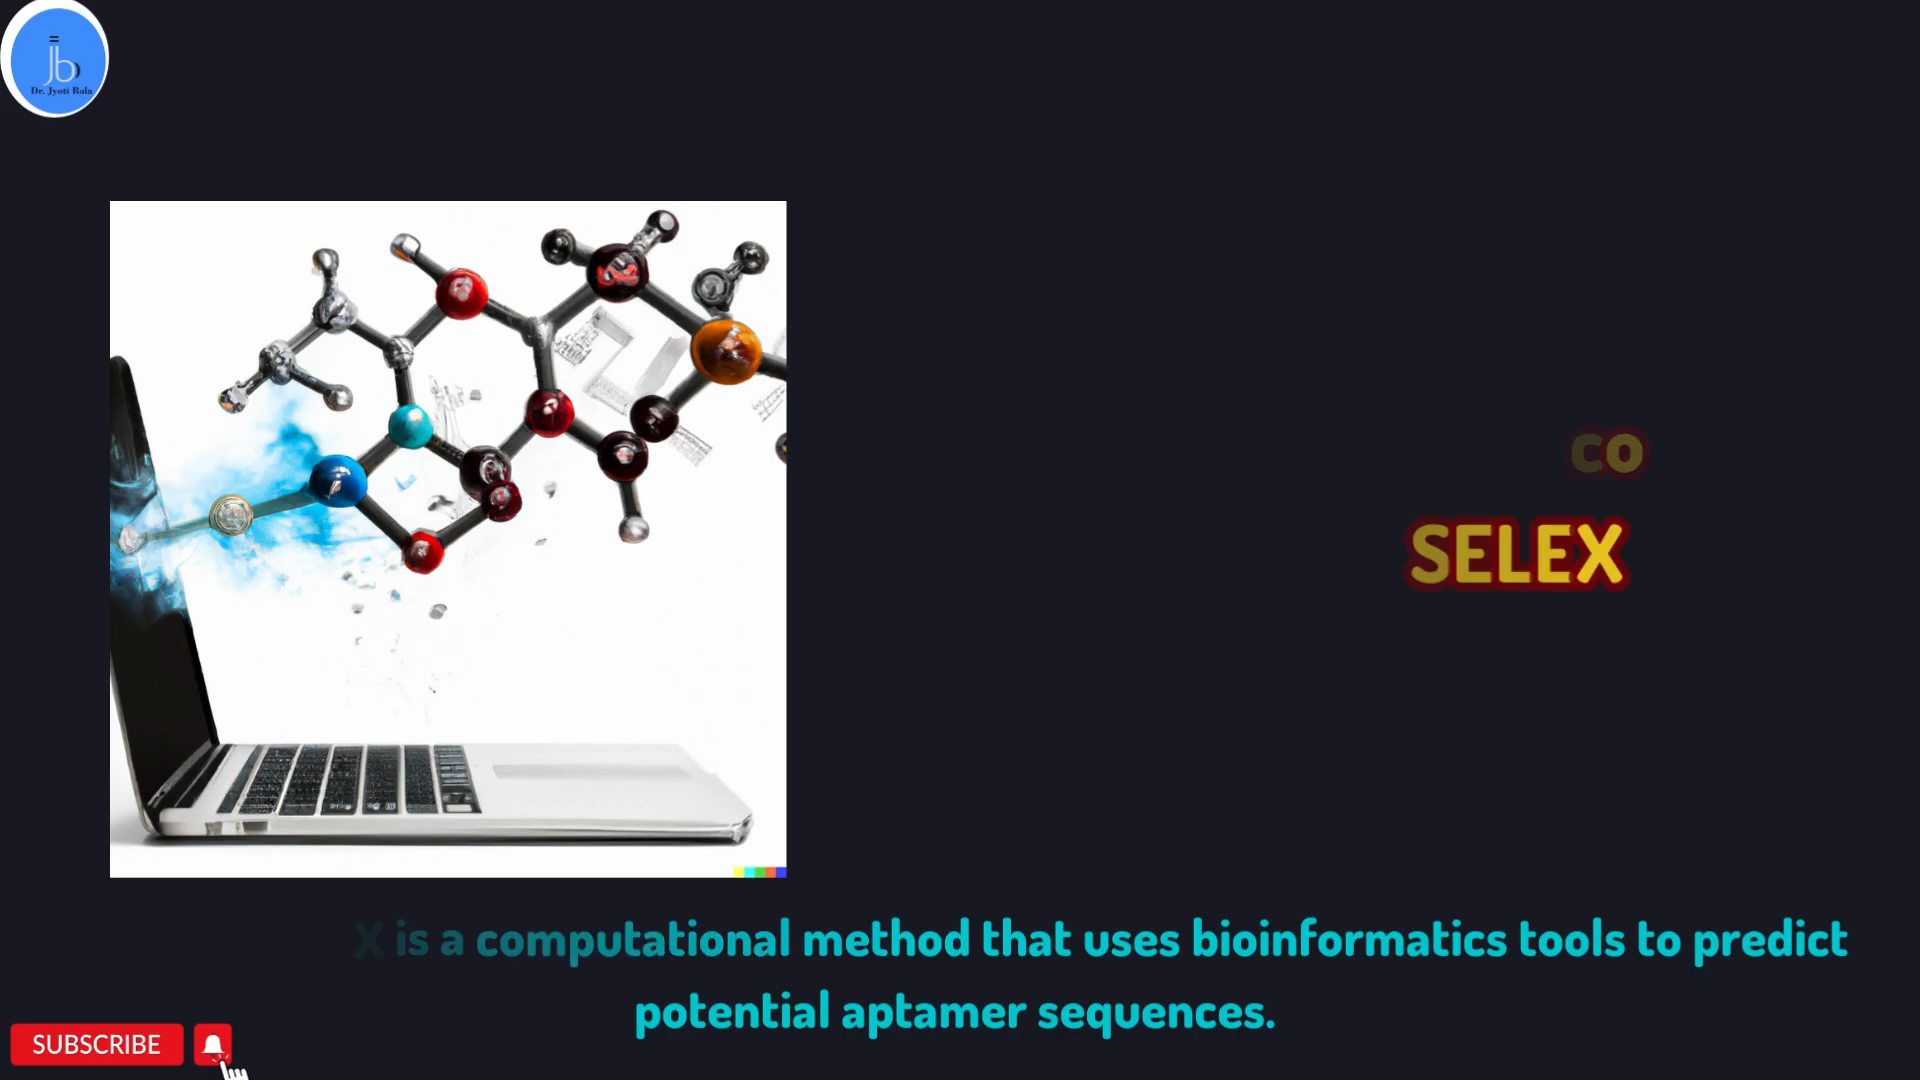 Dr. Jyoti Bala
co
SELEX
X is a computational method that uses bioinformatics tools to predict
potential aptamer sequences.
SUBSCRIBE